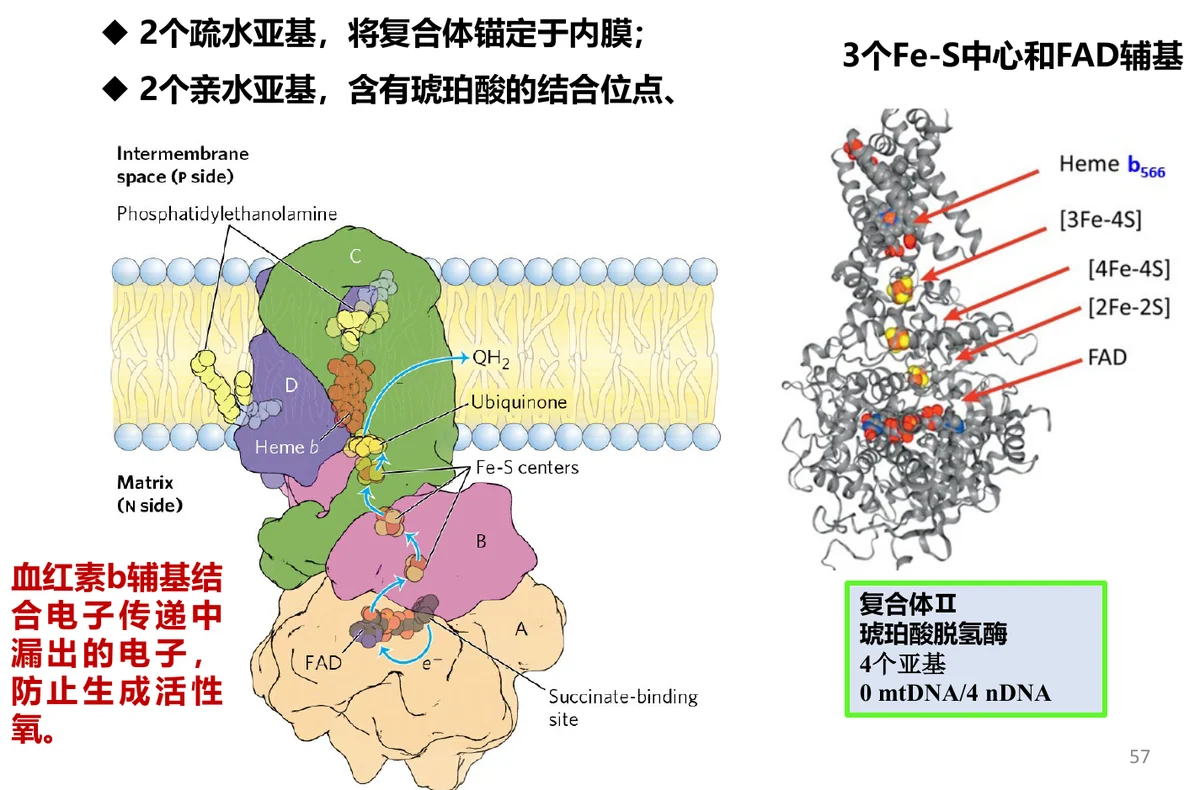 ◆ 2个疏水亚基，将复合体锚定于内膜；
◆ 2个亲水亚基，含有琥珀酸的结合位点、
3个Fe-S中心和FAD辅基
Intermembrane
space (P side)
Phosphatidylethanolamine
C
D
QH₂
Ubiquinone
Heme b
Fe-S centers
Matrix
(N side)
B
A
FAD
e⁻
Succinate-binding
site
血红素b辅基结
合电子传递中
漏出的电子，
防止生成活性
氧。
Heme b₅₆₆
[3Fe-4S]
[4Fe-4S]
[2Fe-2S]
FAD
复合体Ⅱ
琥珀酸脱氢酶
4个亚基
0 mtDNA/4 nDNA
57